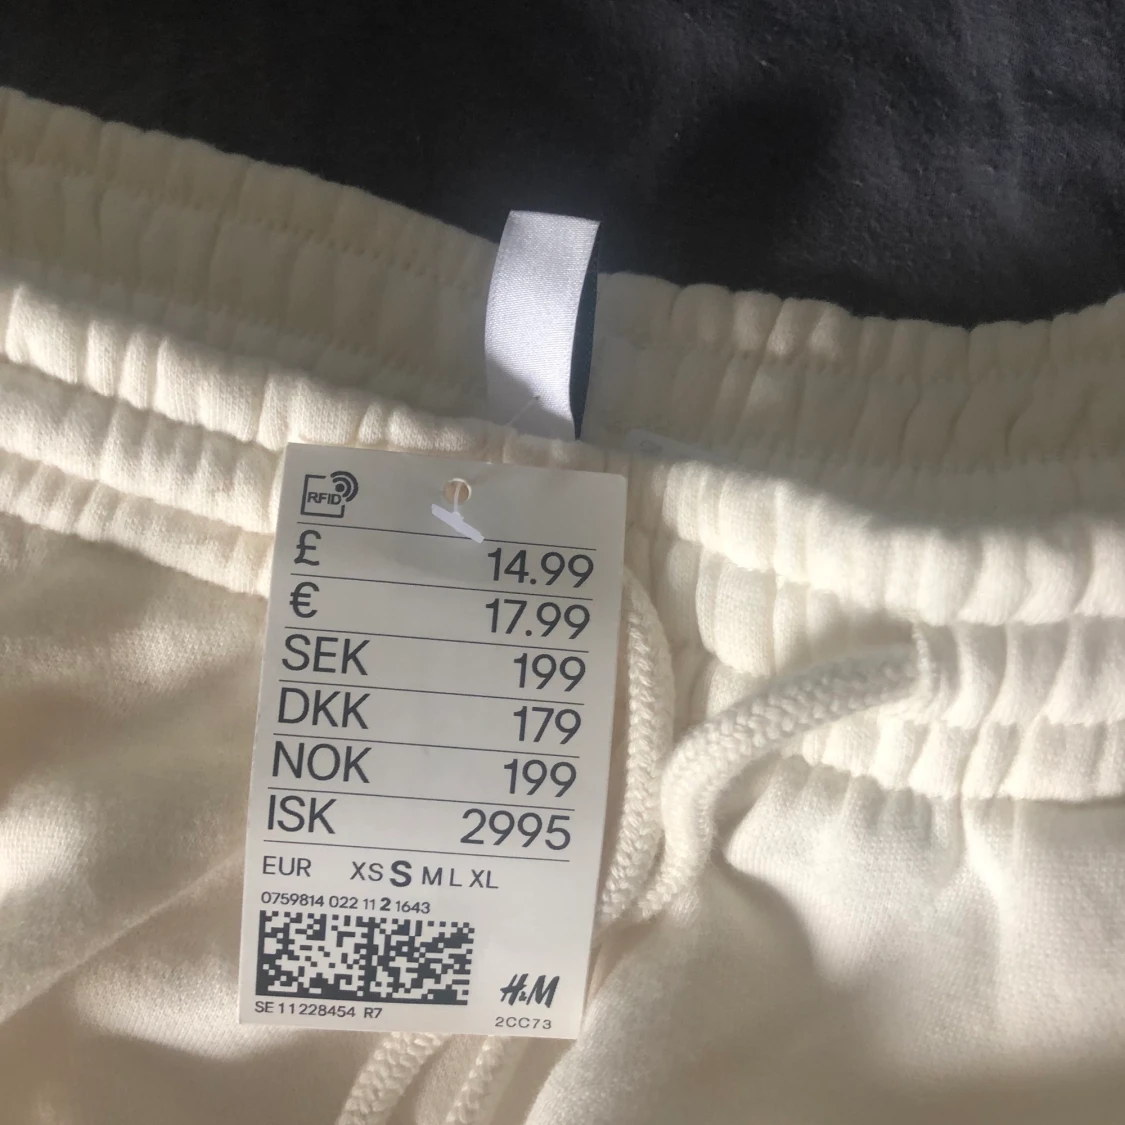 RFID
£ 14.99
€ 17.99
SEK 199
DKK 179
NOK 199
ISK 2995
EUR XS S M L XL
0759814 022 11 2 1643
SE 11228454 R7
H&M
2CC73